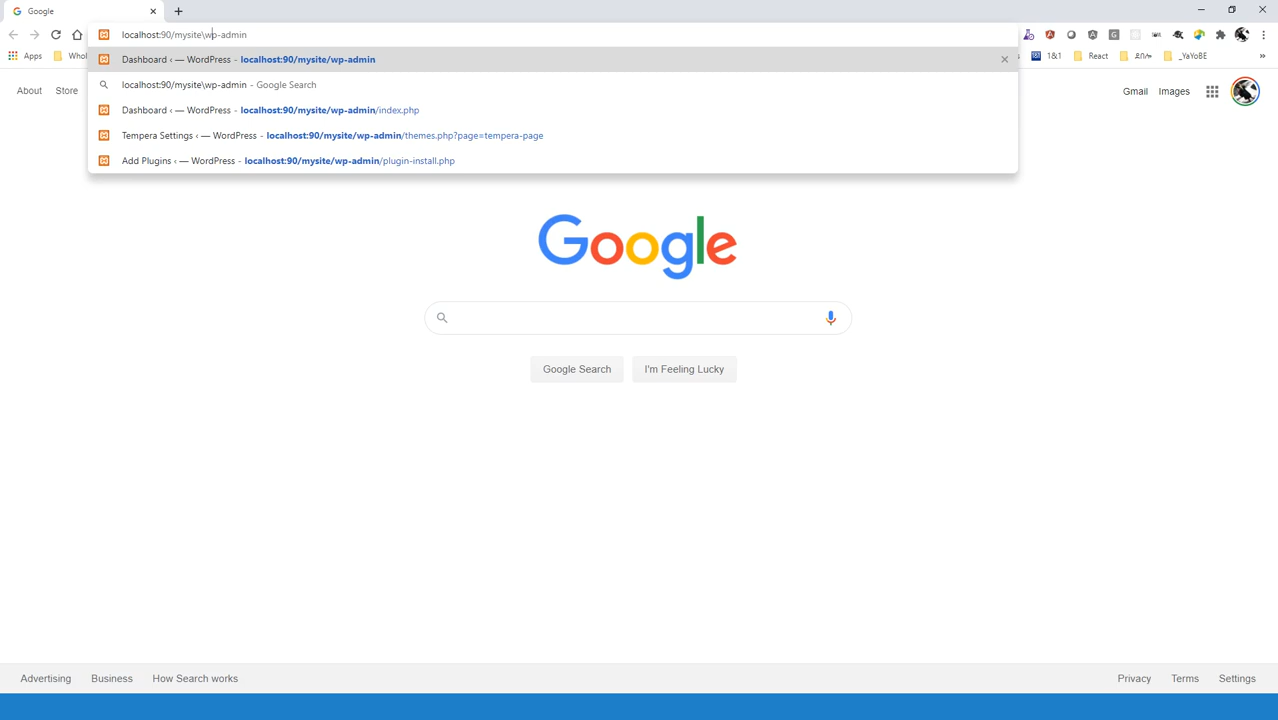 Google
localhost:90/mysite\wp-admin
Dashboard ‹ — WordPress - localhost:90/mysite/wp-admin
localhost:90/mysite\wp-admin - Google Search
Dashboard ‹ — WordPress - localhost:90/mysite/wp-admin/index.php
Tempera Settings ‹ — WordPress - localhost:90/mysite/wp-admin/themes.php?page=tempera-page
Add Plugins ‹ — WordPress - localhost:90/mysite/wp-admin/plugin-install.php
Apps
1&1 React _YaYoBE
About Store
Gmail Images
Google
Google Search I'm Feeling Lucky
Advertising Business How Search works
Privacy Terms Settings